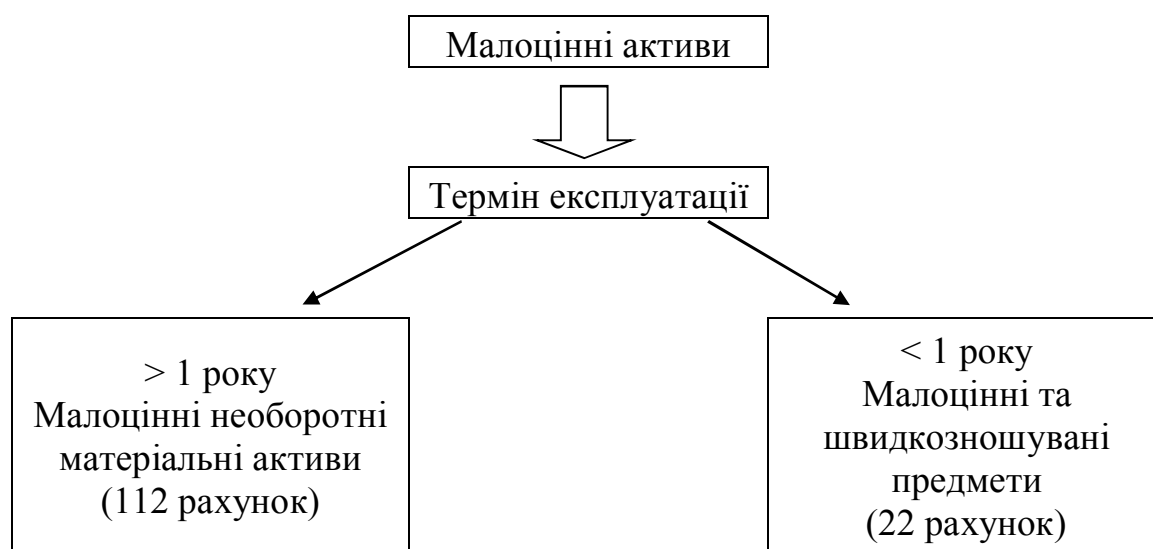 Малоцінні активи
Термін експлуатації
> 1 року
Малоцінні необоротні
матеріальні активи
(112 рахунок)
< 1 року
Малоцінні та
швидкозношувані
предмети
(22 рахунок)